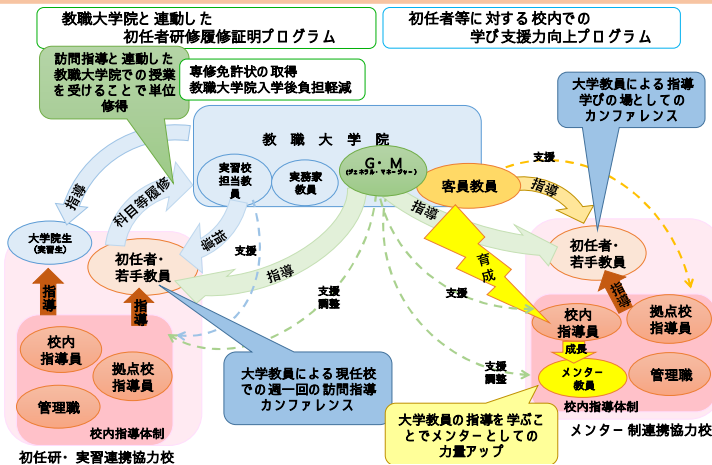 教職大学院と連動した
初任者研修履修証明プログラム
初任者等に対する校内での
学び支援力向上プログラム
訪問指導と連動した
教職大学院での授業
を受けることで単位
修得
専修免許状の取得
教職大学院入学後負担軽減
大学教員による指導
学びの場としての
カンファレンス
教職大学院
実習校
担当教
員
実務家
教員
G・M
(ジェネラル・マネージャー)
客員教員
支援
指導
指導
科目等履修
指導
指導
指導
育成
支援
支援
支援
調整
支援
調整
大学院生
(実習生)
初任者・
若手教員
指導
指導
校内
指導員
拠点校
指導員
管理職
校内指導体制
初任研・実習連携協力校
大学教員による現任校
での週一回の訪問指導
カンファレンス
初任者・
若手教員
指導
校内
指導員
拠点校
指導員
成長
メンター
教員
管理職
校内指導体制
メンター制連携協力校
大学教員の指導を学ぶこ
とでメンターとしての
力量アップ